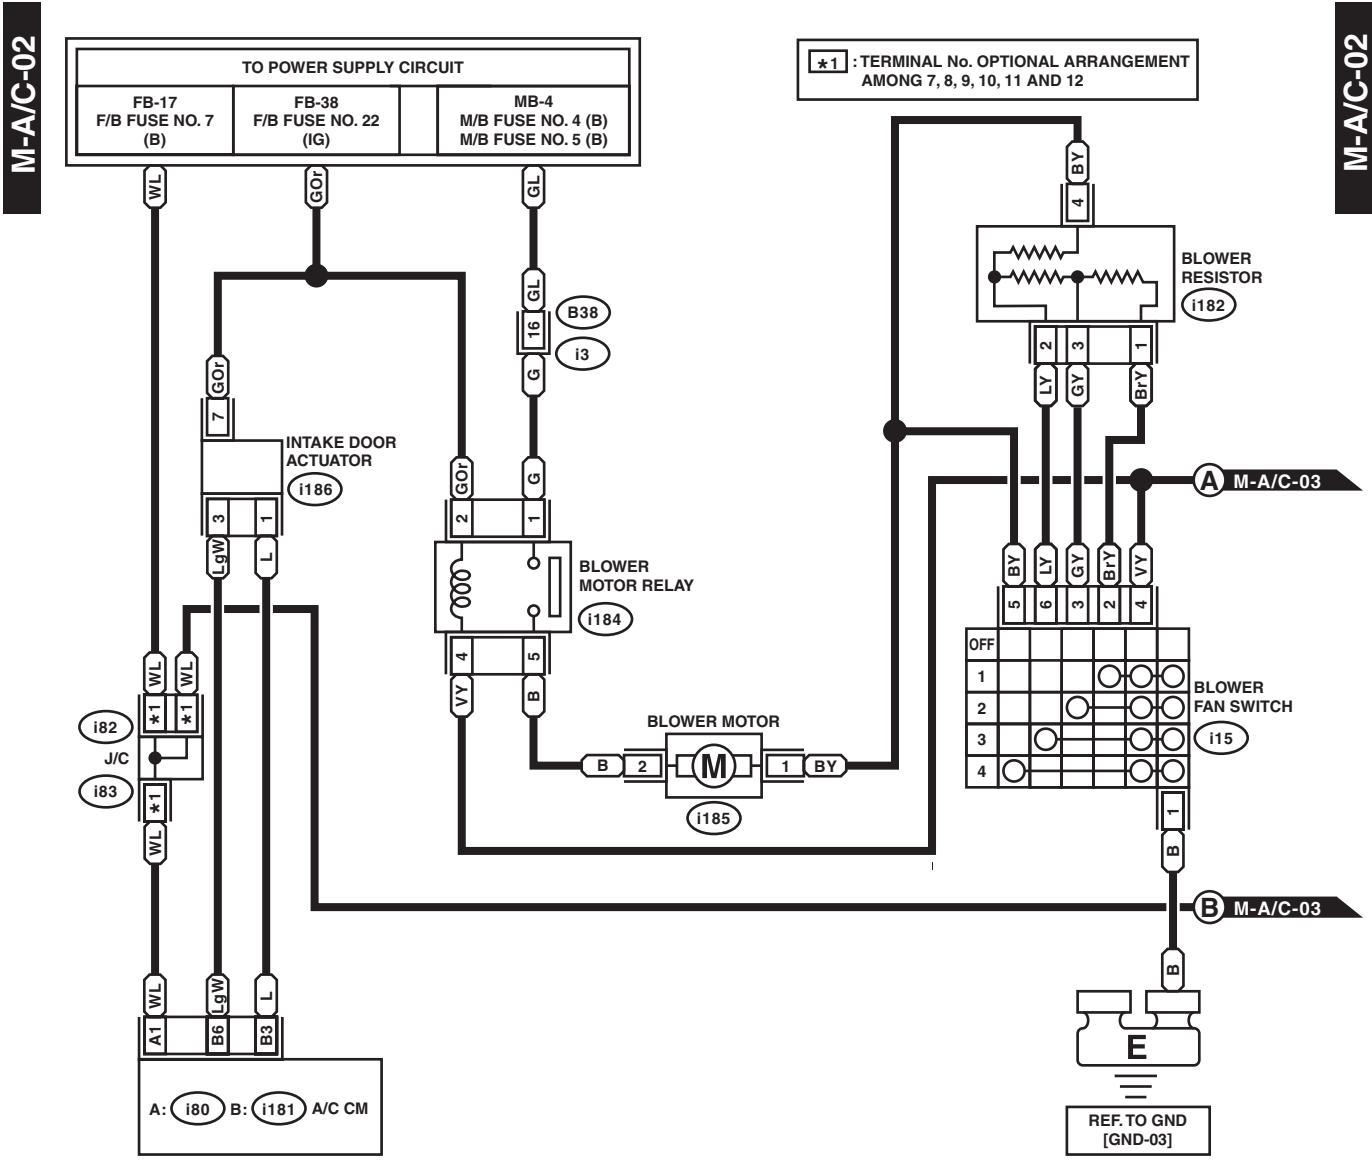 M-A/C-02
M-A/C-02
TO POWER SUPPLY CIRCUIT
FB-17
F/B FUSE NO. 7
(B)
FB-38
F/B FUSE NO. 22
(IG)
MB-4
M/B FUSE NO. 4 (B)
M/B FUSE NO. 5 (B)
*1 : TERMINAL No. OPTIONAL ARRANGEMENT
AMONG 7, 8, 9, 10, 11 AND 12
WL
GOr
GL
BY
4
BLOWER
RESISTOR
i182
GL
16
B38
i3
G
2 3 1
LY GY BrY
GOr
7
INTAKE DOOR
ACTUATOR
i186
3 1
LgW L
GOr G
2 1
BLOWER
MOTOR RELAY
i184
4 5
VY B
A M-A/C-03
BY LY GY BrY VY
5 6 3 2 4
OFF
1
2
3
4
BLOWER
FAN SWITCH
i15
1
B
WL WL
*1 *1
i82
J/C
i83
*1
WL
BLOWER MOTOR
B 2 M 1 BY
i185
B M-A/C-03
B
E
REF. TO GND
[GND-03]
WL LgW L
A1 B6 B3
A: i80 B: i181 A/C CM